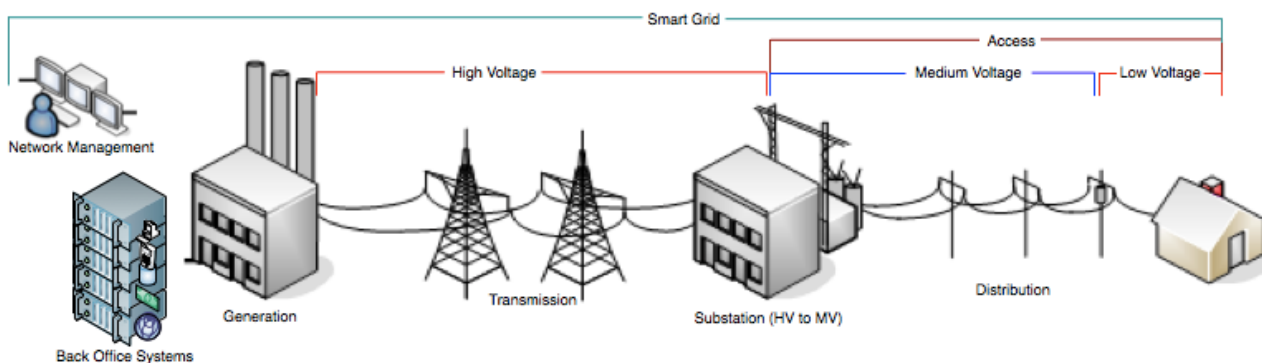 Smart Grid
Access
High Voltage
Medium Voltage
Low Voltage
Network Management
Transmission
Distribution
Generation
Substation (HV to MV)
Back Office Systems